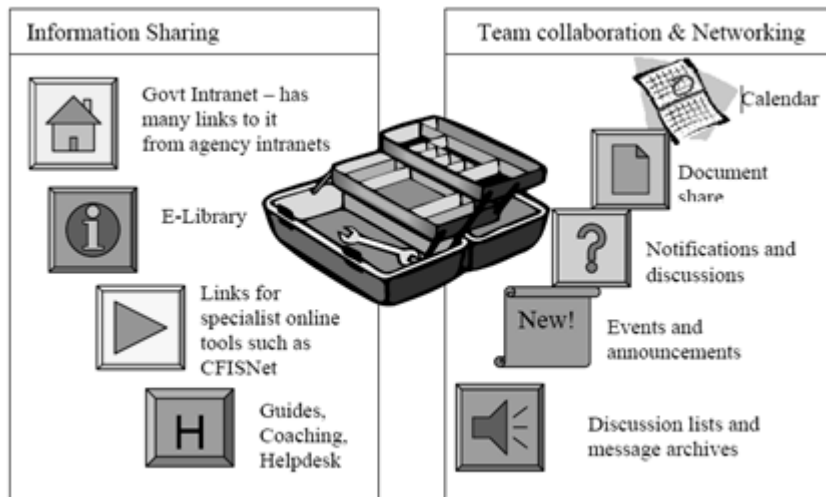 Information Sharing
Govt Intranet – has
many links to it
from agency intranets
i
E-Library
Links for
specialist online
tools such as
CFISNet
H
Guides,
Coaching,
Helpdesk
Team collaboration & Networking
Calendar
Document
share
?
Notifications and
discussions
New!
Events and
announcements
Discussion lists and
message archives